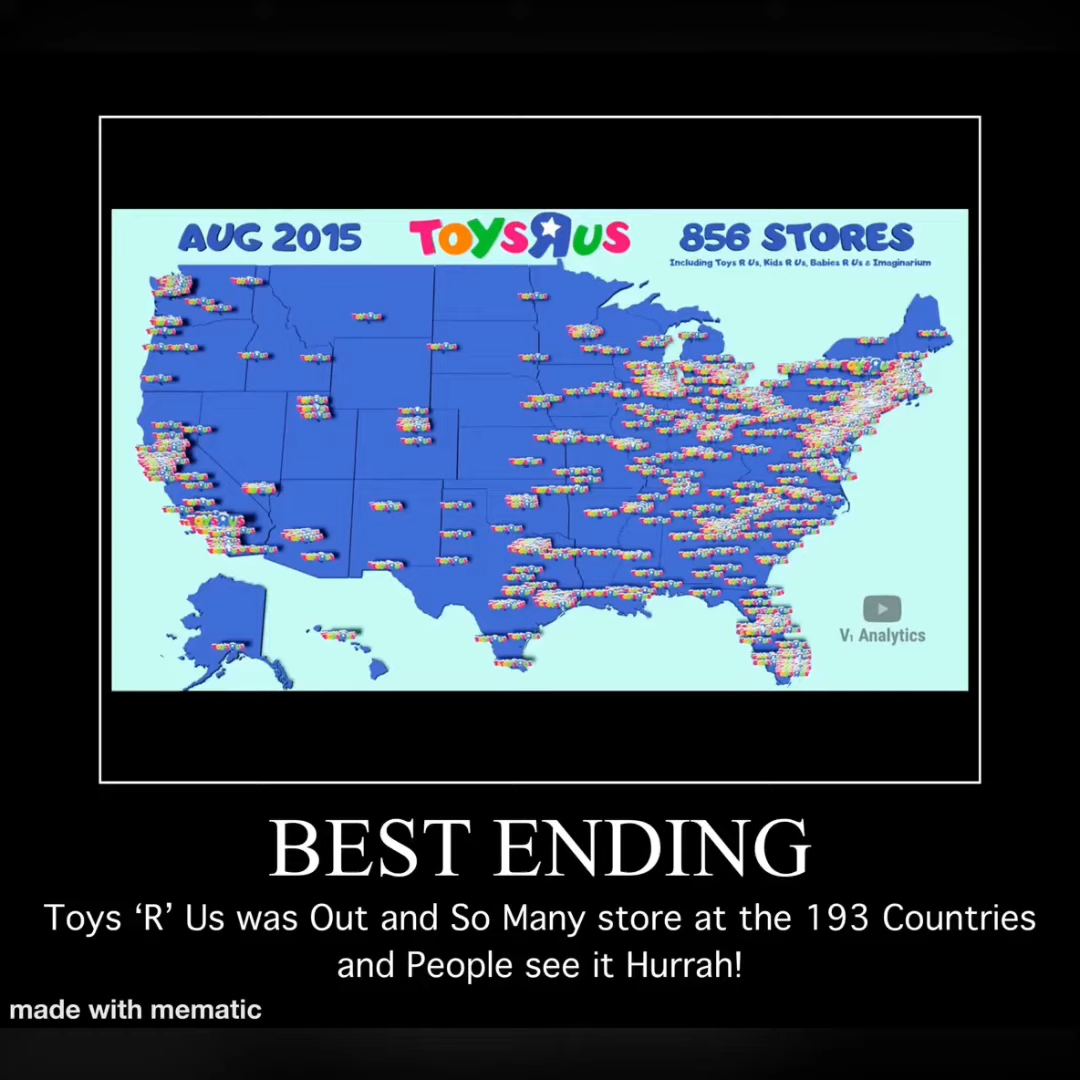 AUG 2015
TOYSЯUS
856 STORES
Including Toys R Us, Kids R Us, Babies R Us & Imaginarium
V1 Analytics
BEST ENDING
Toys ‘R’ Us was Out and So Many store at the 193 Countries
and People see it Hurrah!
made with mematic